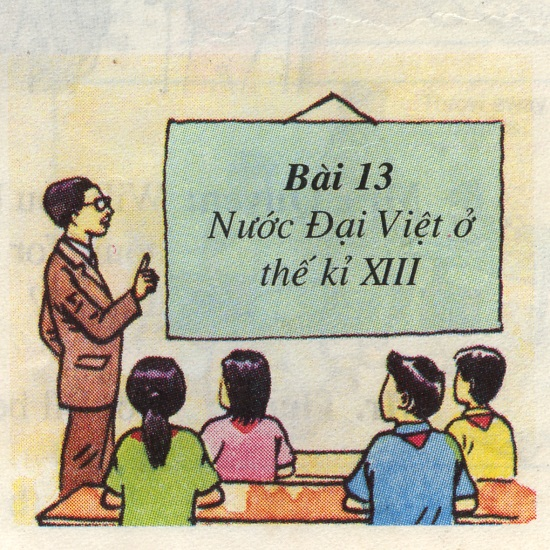 Bài 13
Nước Đại Việt ở
thế kỉ XIII